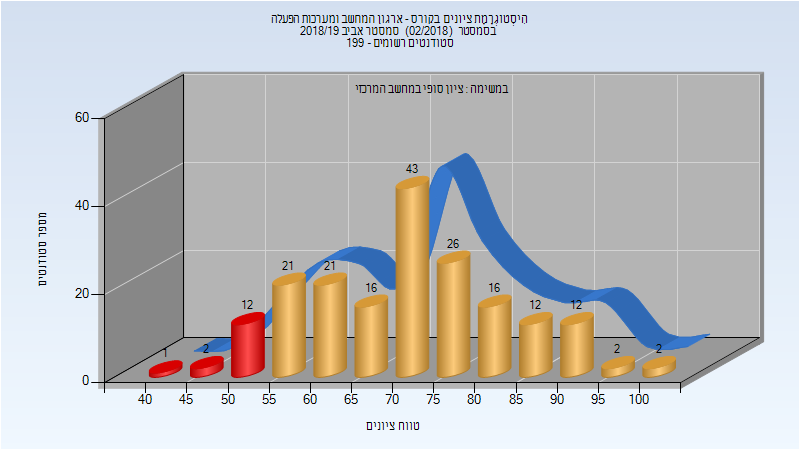 היסטוגרמת ציונים בקורס - ארגון המחשב ומערכות הפעלה
בסמסטר (02/2018) סמסטר אביב 2018/19
סטודנטים רשומים - 199
במשימה : ציון סופי במחשב המרכזי
מספר סטודנטים
60
40
20
0
1
2
12
21
21
16
43
26
16
12
12
2
2
40 45 50 55 60 65 70 75 80 85 90 95 100
טווח ציונים